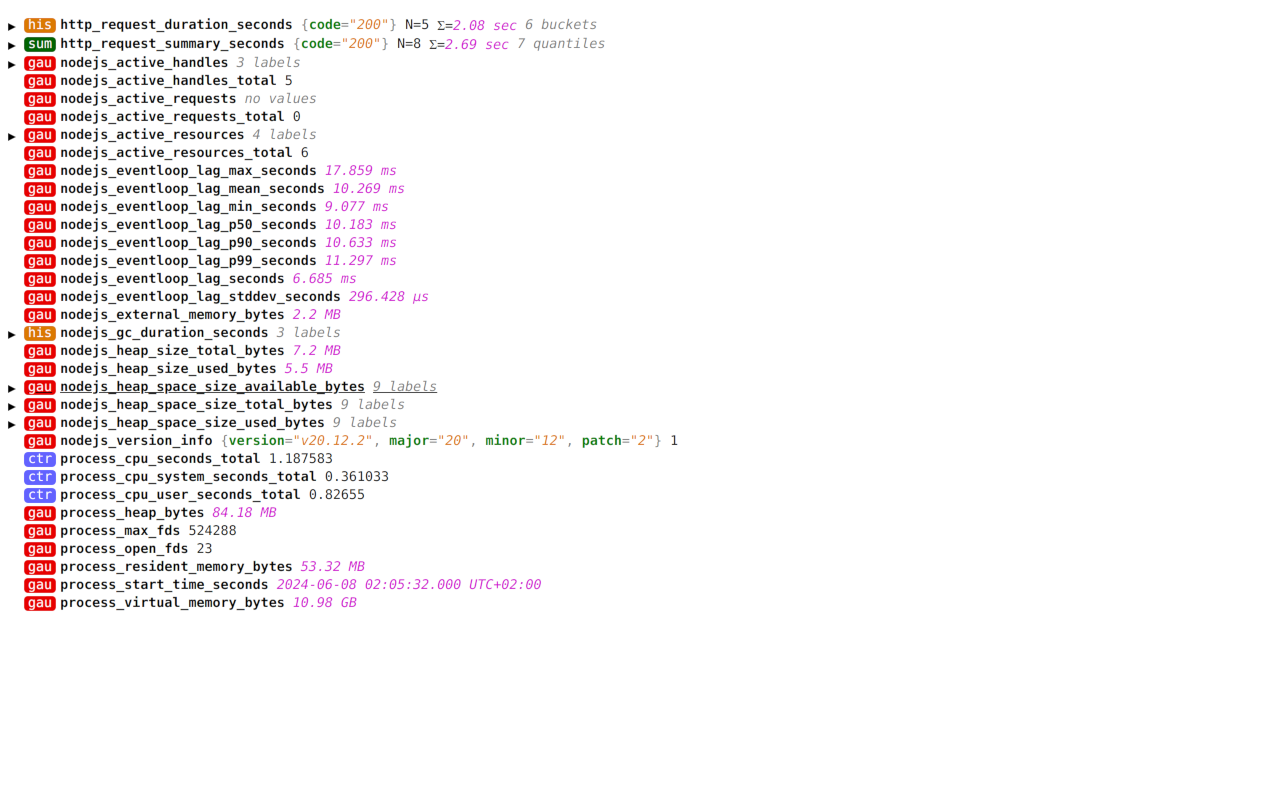 ▶ his http_request_duration_seconds {code="200"} N=5 Σ=2.08 sec 6 buckets
▶ sum http_request_summary_seconds {code="200"} N=8 Σ=2.69 sec 7 quantiles
▶ gau nodejs_active_handles 3 labels
gau nodejs_active_handles_total 5
gau nodejs_active_requests no values
gau nodejs_active_requests_total 0
▶ gau nodejs_active_resources 4 labels
gau nodejs_active_resources_total 6
gau nodejs_eventloop_lag_max_seconds 17.859 ms
gau nodejs_eventloop_lag_mean_seconds 10.269 ms
gau nodejs_eventloop_lag_min_seconds 9.077 ms
gau nodejs_eventloop_lag_p50_seconds 10.183 ms
gau nodejs_eventloop_lag_p90_seconds 10.633 ms
gau nodejs_eventloop_lag_p99_seconds 11.297 ms
gau nodejs_eventloop_lag_seconds 6.685 ms
gau nodejs_eventloop_lag_stddev_seconds 296.428 µs
gau nodejs_external_memory_bytes 2.2 MB
▶ his nodejs_gc_duration_seconds 3 labels
gau nodejs_heap_size_total_bytes 7.2 MB
gau nodejs_heap_size_used_bytes 5.5 MB
▶ gau nodejs_heap_space_size_available_bytes 9 labels
▶ gau nodejs_heap_space_size_total_bytes 9 labels
▶ gau nodejs_heap_space_size_used_bytes 9 labels
gau nodejs_version_info {version="v20.12.2", major="20", minor="12", patch="2"} 1
ctr process_cpu_seconds_total 1.187583
ctr process_cpu_system_seconds_total 0.361033
ctr process_cpu_user_seconds_total 0.82655
gau process_heap_bytes 84.18 MB
gau process_max_fds 524288
gau process_open_fds 23
gau process_resident_memory_bytes 53.32 MB
gau process_start_time_seconds 2024-06-08 02:05:32.000 UTC+02:00
gau process_virtual_memory_bytes 10.98 GB